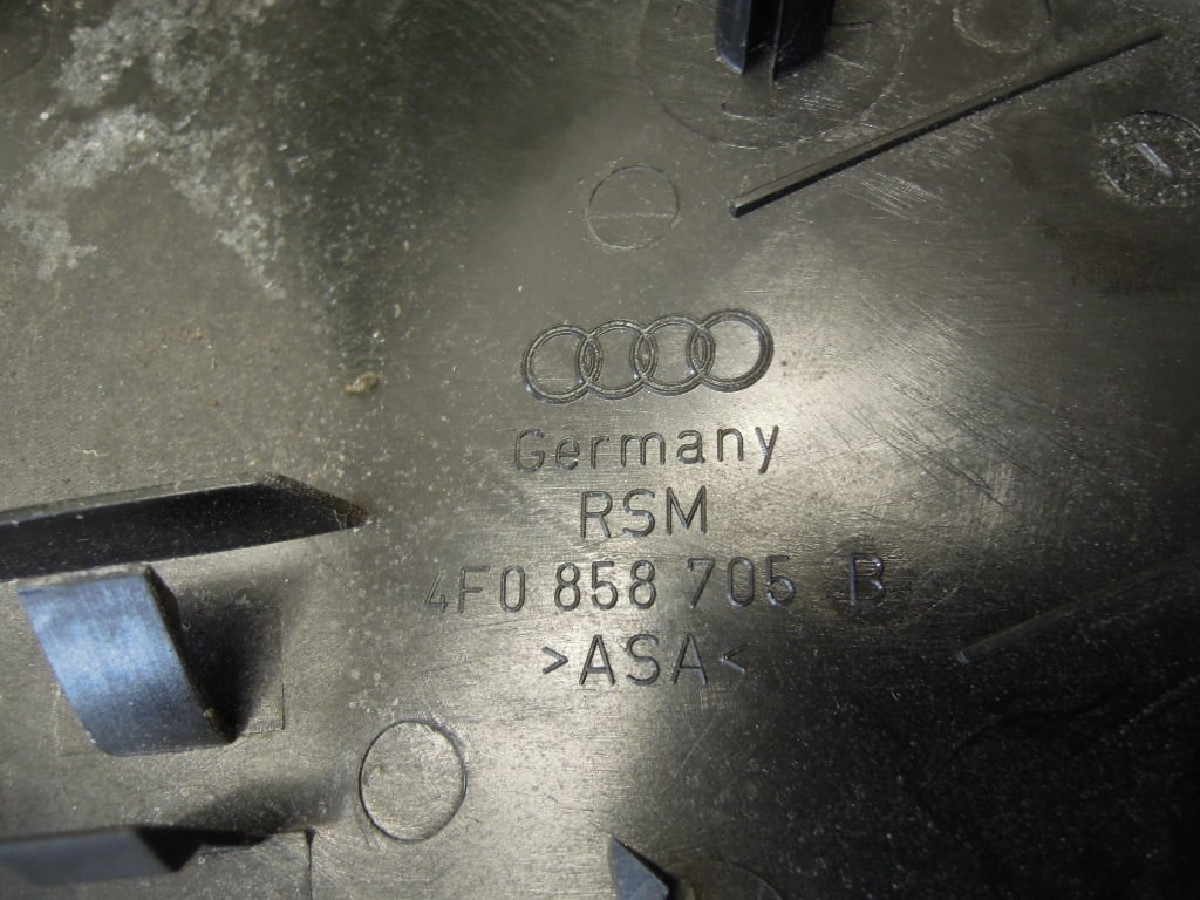 Germany
RSM
4F0 858 705 B
>ASA<